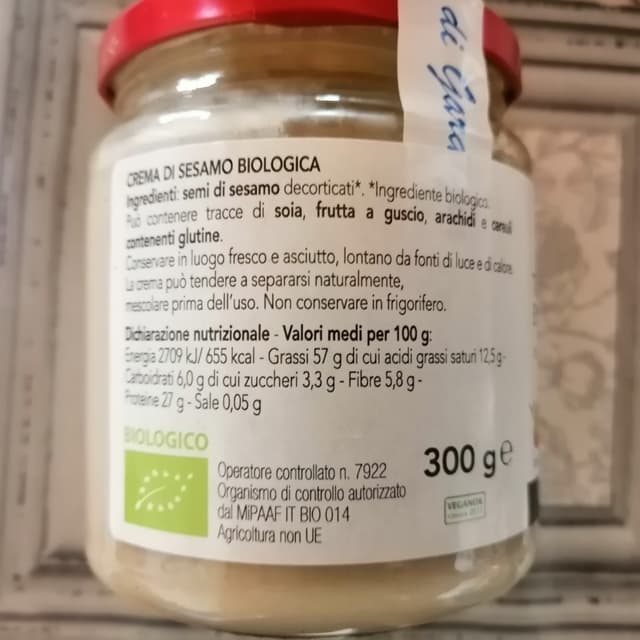 di Gara
CREMA DI SESAMO BIOLOGICA
Ingredienti: semi di sesamo decorticati*. *Ingrediente biologico.
Può contenere tracce di soia, frutta a guscio, arachidi e cereali
contenenti glutine.
Conservare in luogo fresco e asciutto, lontano da fonti di luce e di calore.
La crema può tendere a separarsi naturalmente,
mescolare prima dell'uso. Non conservare in frigorifero.
Dichiarazione nutrizionale - Valori medi per 100 g:
Energia 2709 kJ/ 655 kcal - Grassi 57 g di cui acidi grassi saturi 12,5g-
Carboidrati 6,0 g di cui zuccheri 3,3 g - Fibre 5,8 g -
Proteine 27 g - Sale 0,05 g
BIOLOGICO
Operatore controllato n. 7922
Organismo di controllo autorizzato
dal MiPAAF IT BIO 014
Agricoltura non UE
300 g e
VEGANOK